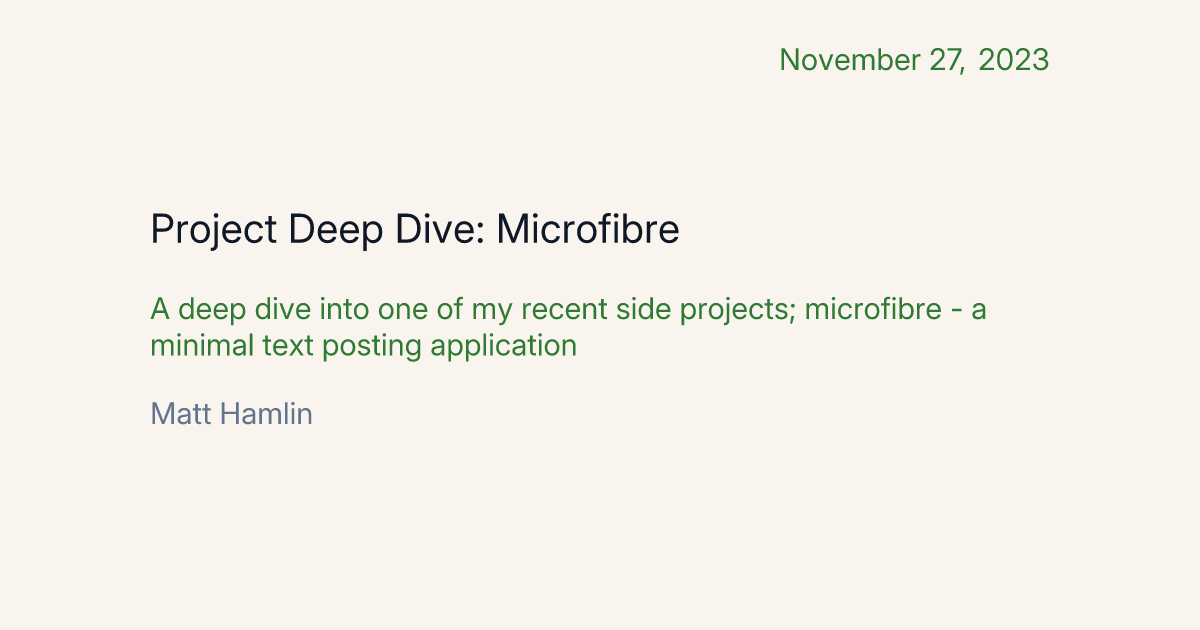 November 27, 2023
Project Deep Dive: Microfibre
A deep dive into one of my recent side projects; microfibre - a
minimal text posting application
Matt Hamlin